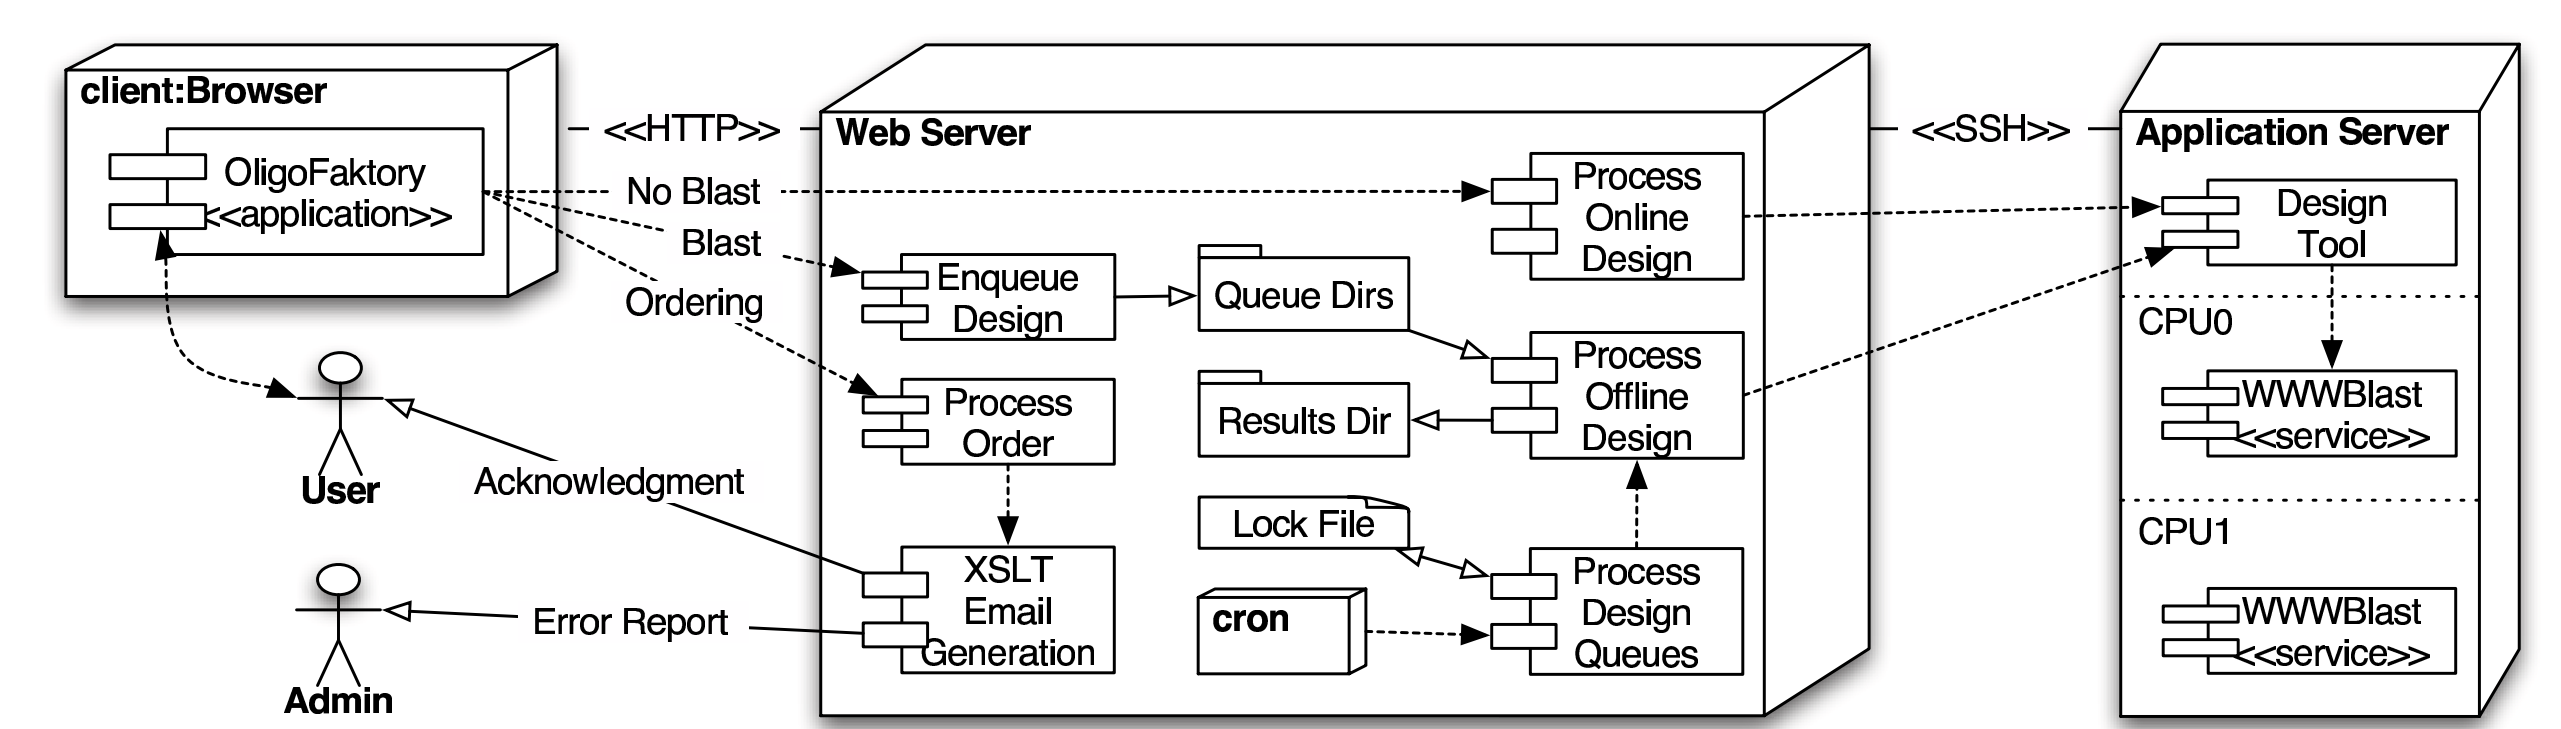 client:Browser
OligoFaktory
<<application>>
<<HTTP>>
No Blast
Blast
Ordering
User
Acknowledgment
Admin
Error Report
Web Server
Process
Online
Design
Enqueue
Design
Queue Dirs
Process
Order
Results Dir
Process
Offline
Design
XSLT
Email
Generation
Lock File
cron
Process
Design
Queues
<<SSH>>
Application Server
Design
Tool
CPU0
WWWBlast
<<service>>
CPU1
WWWBlast
<<service>>